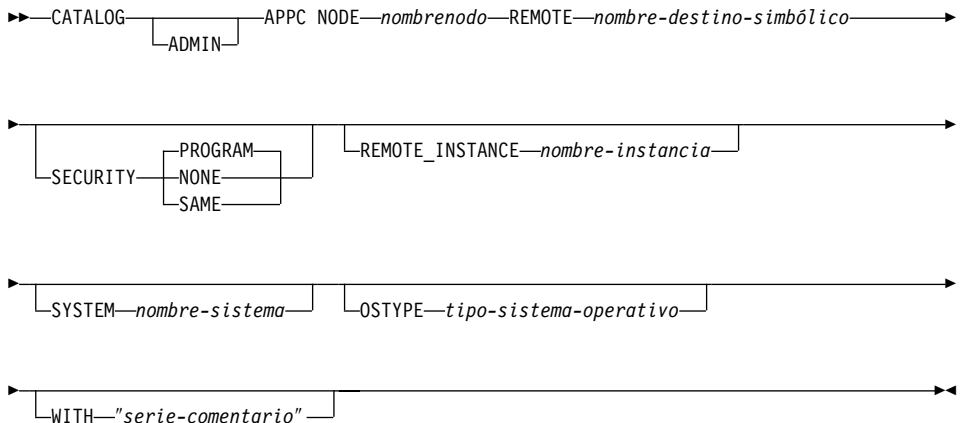 CATALOG APPC NODE nombrenodo REMOTE nombre-destino-simbólico
ADMIN
PROGRAM
SECURITY NONE
SAME
REMOTE_INSTANCE nombre-instancia
SYSTEM nombre-sistema OSTYPE tipo-sistema-operativo
WITH "serie-comentario"